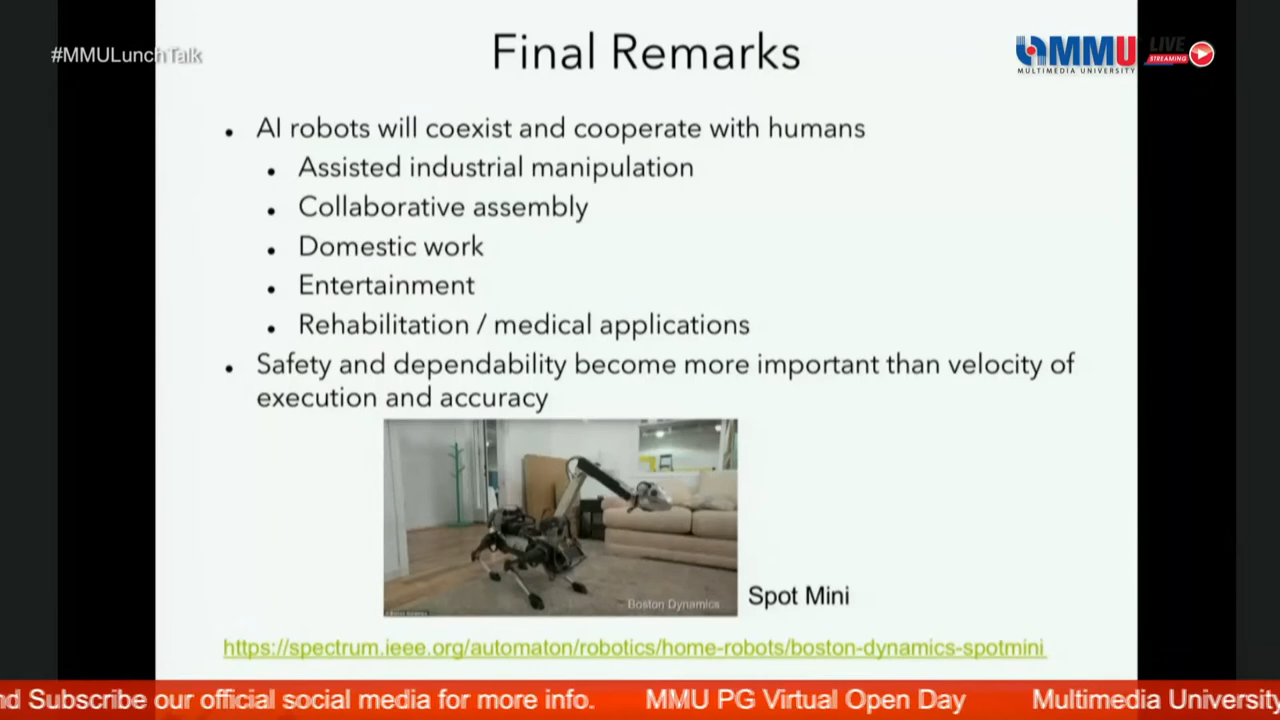 #MMULunchTalk
Final Remarks
MMU
MULTIMEDIA UNIVERSITY
LIVE
STREAMING
• AI robots will coexist and cooperate with humans
• Assisted industrial manipulation
• Collaborative assembly
• Domestic work
• Entertainment
• Rehabilitation / medical applications
• Safety and dependability become more important than velocity of
execution and accuracy
Boston Dynamics
Spot Mini
https://spectrum.ieee.org/automaton/robotics/home-robots/boston-dynamics-spotmini
nd Subscribe our official social media for more info. MMU PG Virtual Open Day Multimedia University